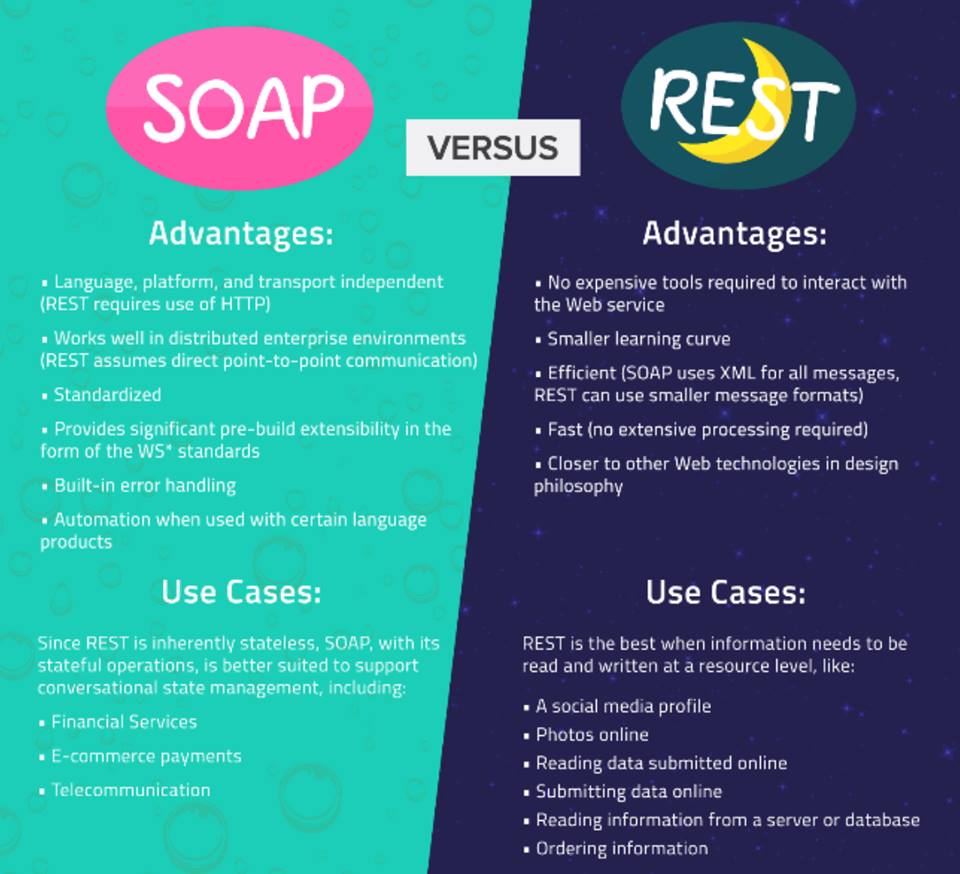 SOAP
VERSUS
REST
Advantages:
▪ Language, platform, and transport independent
(REST requires use of HTTP)
▪ Works well in distributed enterprise environments
(REST assumes direct point-to-point communication)
▪ Standardized
▪ Provides significant pre-build extensibility in the
form of the WS* standards
▪ Built-in error handling
▪ Automation when used with certain language
products
Use Cases:
Since REST is inherently stateless, SOAP, with its
stateful operations, is better suited to support
conversational state management, including:
▪ Financial Services
▪ E-commerce payments
▪ Telecommunication
Advantages:
▪ No expensive tools required to interact with
the Web service
▪ Smaller learning curve
▪ Efficient (SOAP uses XML for all messages,
REST can use smaller message formats)
▪ Fast (no extensive processing required)
▪ Closer to other Web technologies in design
philosophy
Use Cases:
REST is the best when information needs to be
read and written at a resource level, like:
▪ A social media profile
▪ Photos online
▪ Reading data submitted online
▪ Submitting data online
▪ Reading information from a server or database
▪ Ordering information